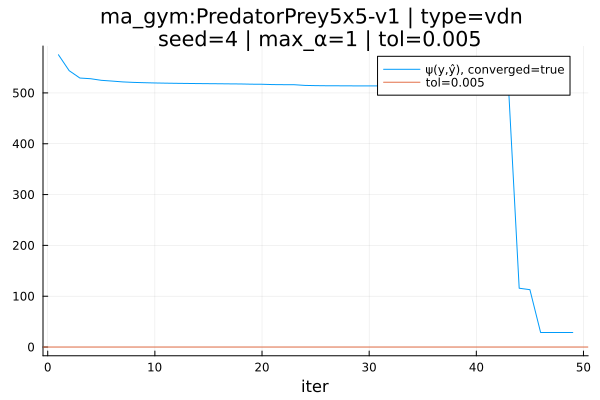 ma_gym:PredatorPrey5x5-v1 | type=vdn
seed=4 | max_α=1 | tol=0.005
ψ(y,ŷ), converged=true
tol=0.005
500
400
300
200
100
0
0 10 20 30 40 50
iter